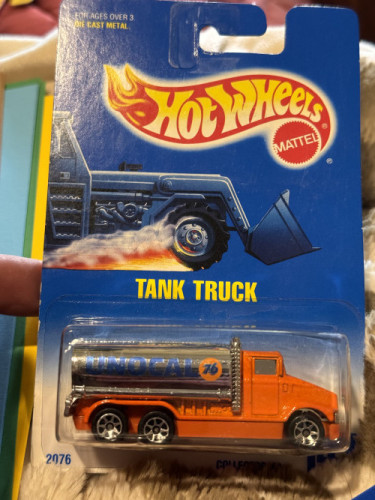 FOR AGES OVER 3
DIE CAST METAL
Hot Wheels
MATTEL
TANK TRUCK
UNOCAL 76
2076